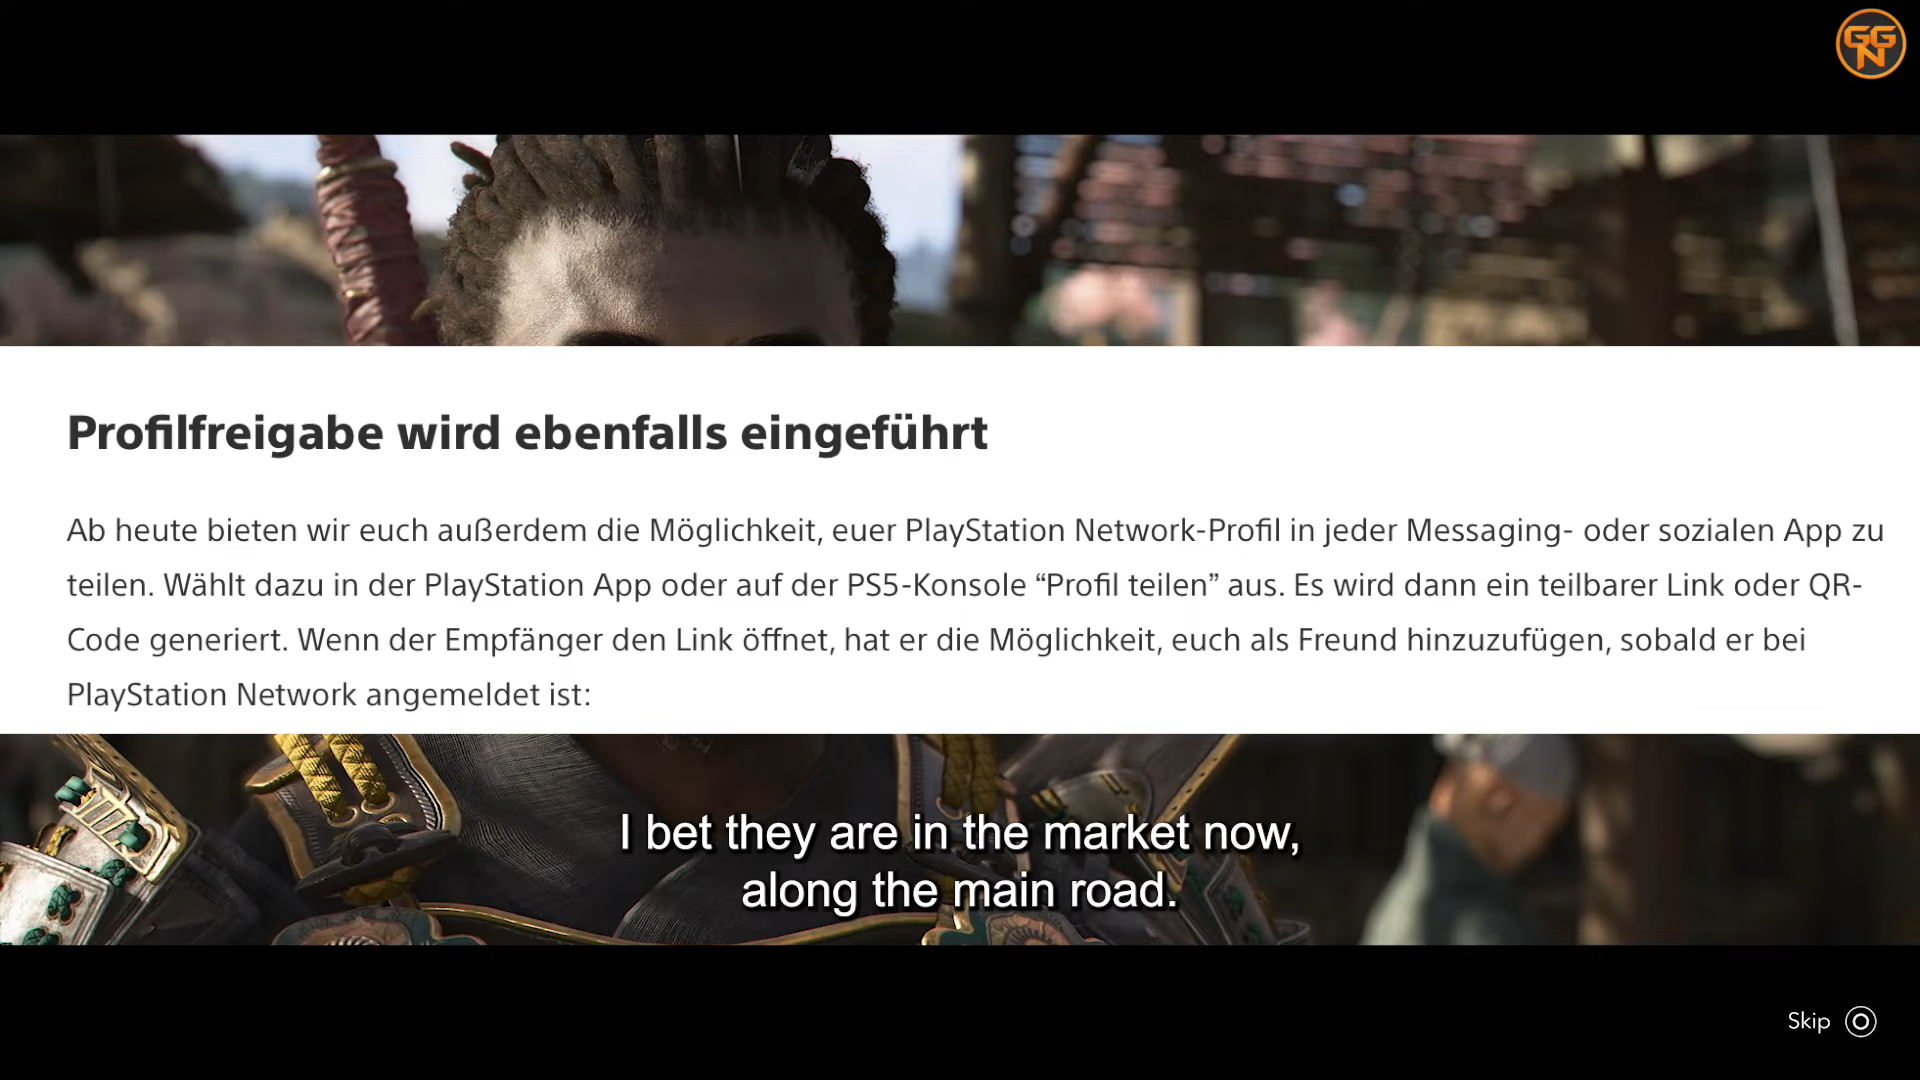 GGN
Profilfreigabe wird ebenfalls eingeführt
Ab heute bieten wir euch außerdem die Möglichkeit, euer PlayStation Network-Profil in jeder Messaging- oder sozialen App zu
teilen. Wählt dazu in der PlayStation App oder auf der PS5-Konsole “Profil teilen” aus. Es wird dann ein teilbarer Link oder QR-
Code generiert. Wenn der Empfänger den Link öffnet, hat er die Möglichkeit, euch als Freund hinzuzufügen, sobald er bei
PlayStation Network angemeldet ist:
I bet they are in the market now,
along the main road.
Skip